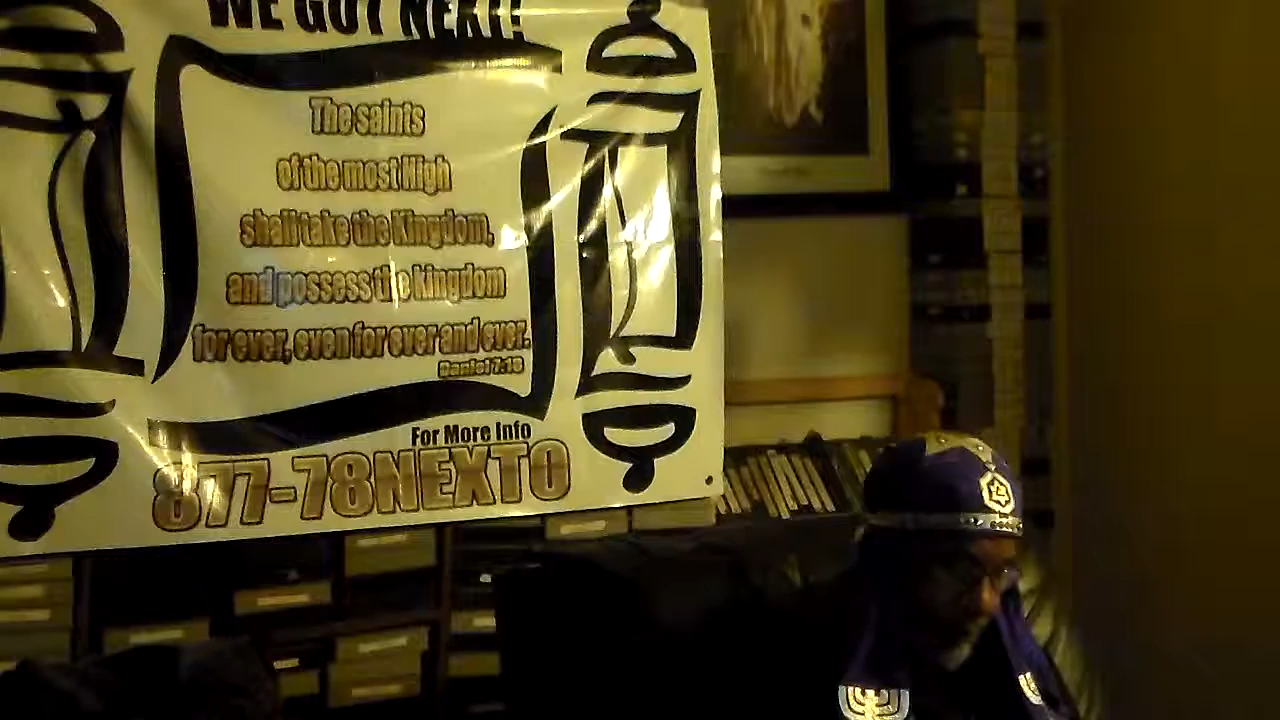 WE GOT NEXT!
The saints
of the most High
shall take the Kingdom,
and possess the kingdom
for ever, even for ever and ever.
Daniel 7:18
For More Info
877-78NEXTO